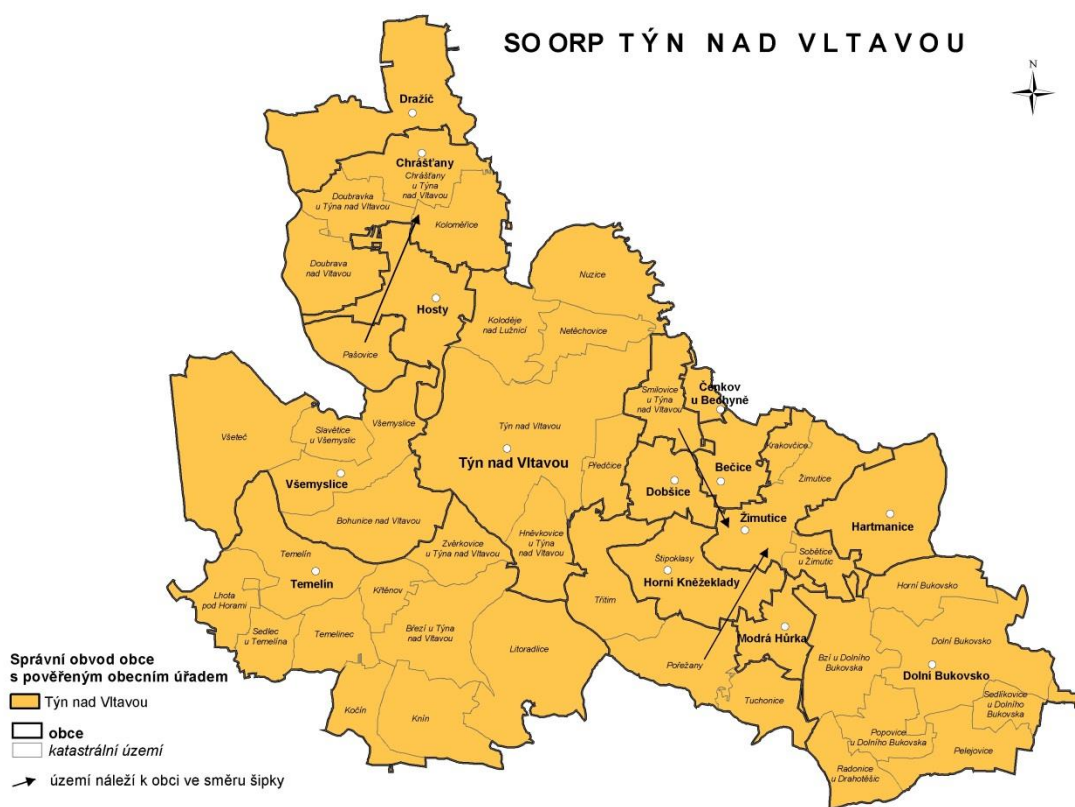 SO ORP TÝN NAD VLTAVOU
N
Dražíč
Chrášťany
Chrášťany
u Týna
nad Vltavou
Doubravka
u Týna nad Vltavou
Koloměřice
Doubrava
nad Vltavou
Nuzice
Hosty
Koloděje
nad Lužnicí
Netěchovice
Pašovice
Smilovice
u Týna
nad Vltavou
Čenkov
u Bechyně
Všeteč
Slavětice
u Všemyslic
Všemyslice
Týn nad Vltavou
Týn nad Vltavou
Předčice
Krakovčice
Bečice
Žimutice
Všemyslice
Dobšice
Hartmanice
Bohunice nad Vltavou
Žimutice
Hněvkovice
u Týna
nad Vltavou
Zvěrkovice
u Týna nad Vltavou
Temelín
Temelín
Štipoklasy
Horní Kněžeklady
Sobětice
u Žimutic
Horní Bukovsko
Lhota
pod Horami
Křtěnov
Třitim
Sedlec
u Temelína
Temelinec
Březí u Týna
nad Vltavou
Litoradlice
Modrá Hůrka
Dolní Bukovsko
Bzí u Dolního
Bukovska
Dolní Bukovsko
Pořežany
Tuchonice
Sedlíkovice
u Dolního
Bukovska
Kočín
Knín
Popovice
u Dolního Bukovska
Pelejovice
Radonice
u Drahotěšic
Správní obvod obce
s pověřeným obecním úřadem
Týn nad Vltavou
obce
katastrální území
území náleží k obci ve směru šipky